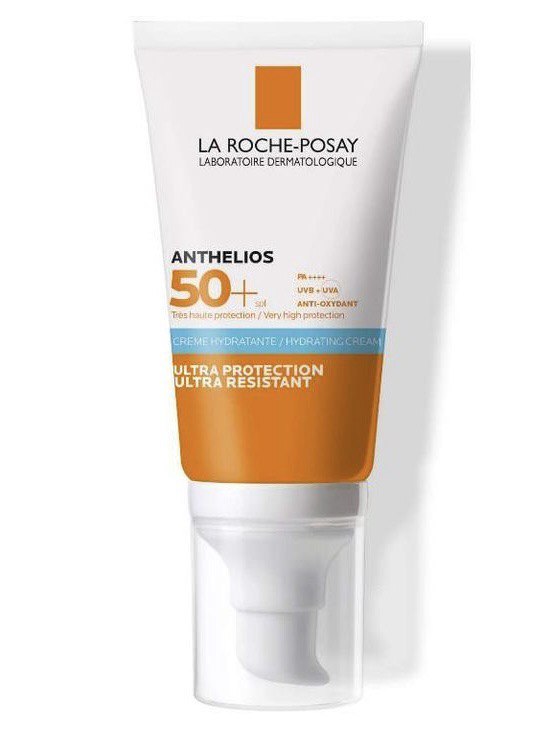 LA ROCHE-POSAY
LABORATOIRE DERMATOLOGIQUE
ANTHELIOS
50+
PA++++
UVB + UVA
ANTI-OXYDANT
Très haute protection / Very high protection
CRÈME HYDRATANTE / HYDRATING CREAM
ULTRA PROTECTION
ULTRA RESISTANT